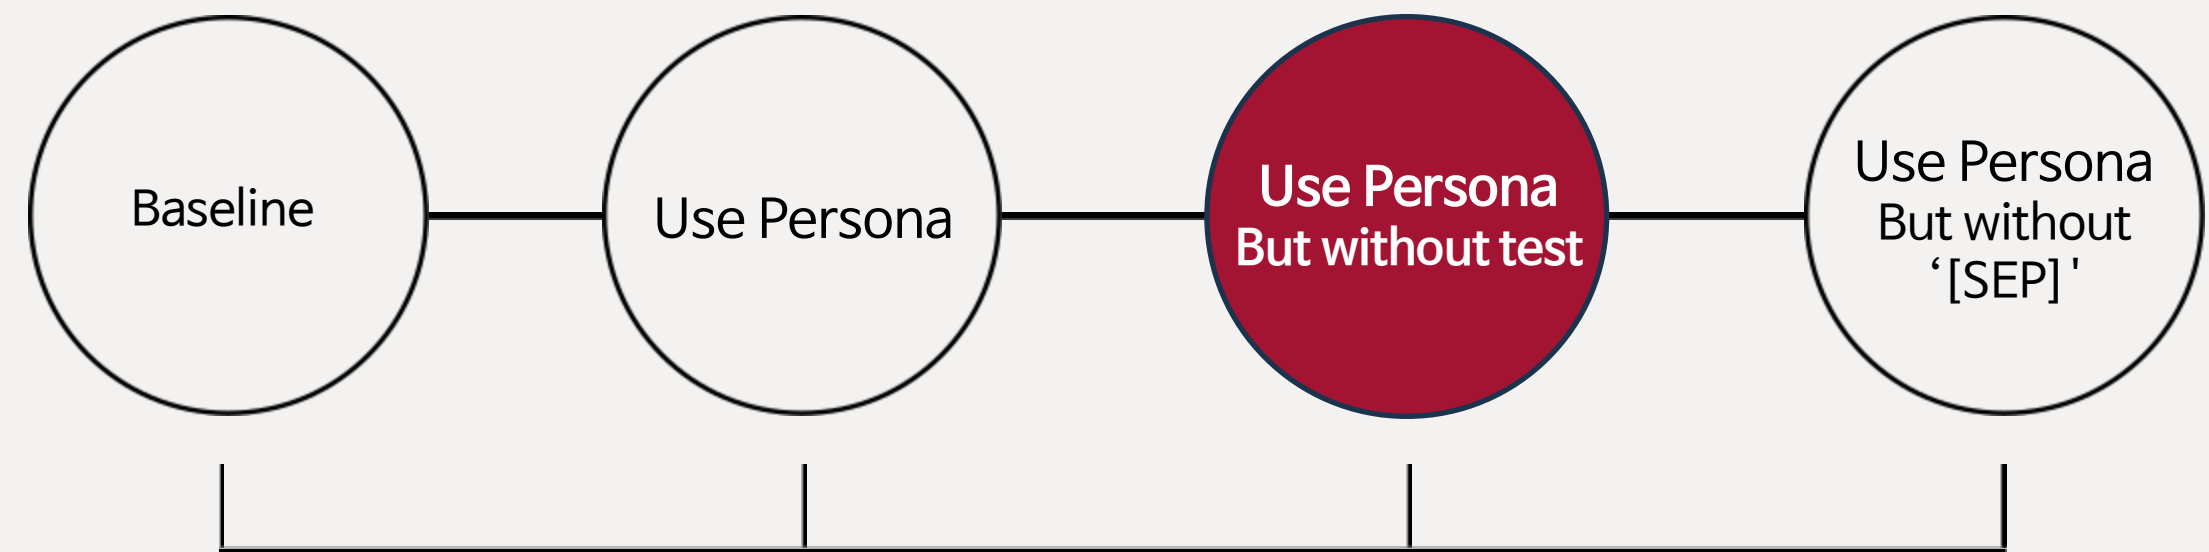 Baseline
Use Persona
Use Persona
But without test
Use Persona
But without
‘[SEP] '